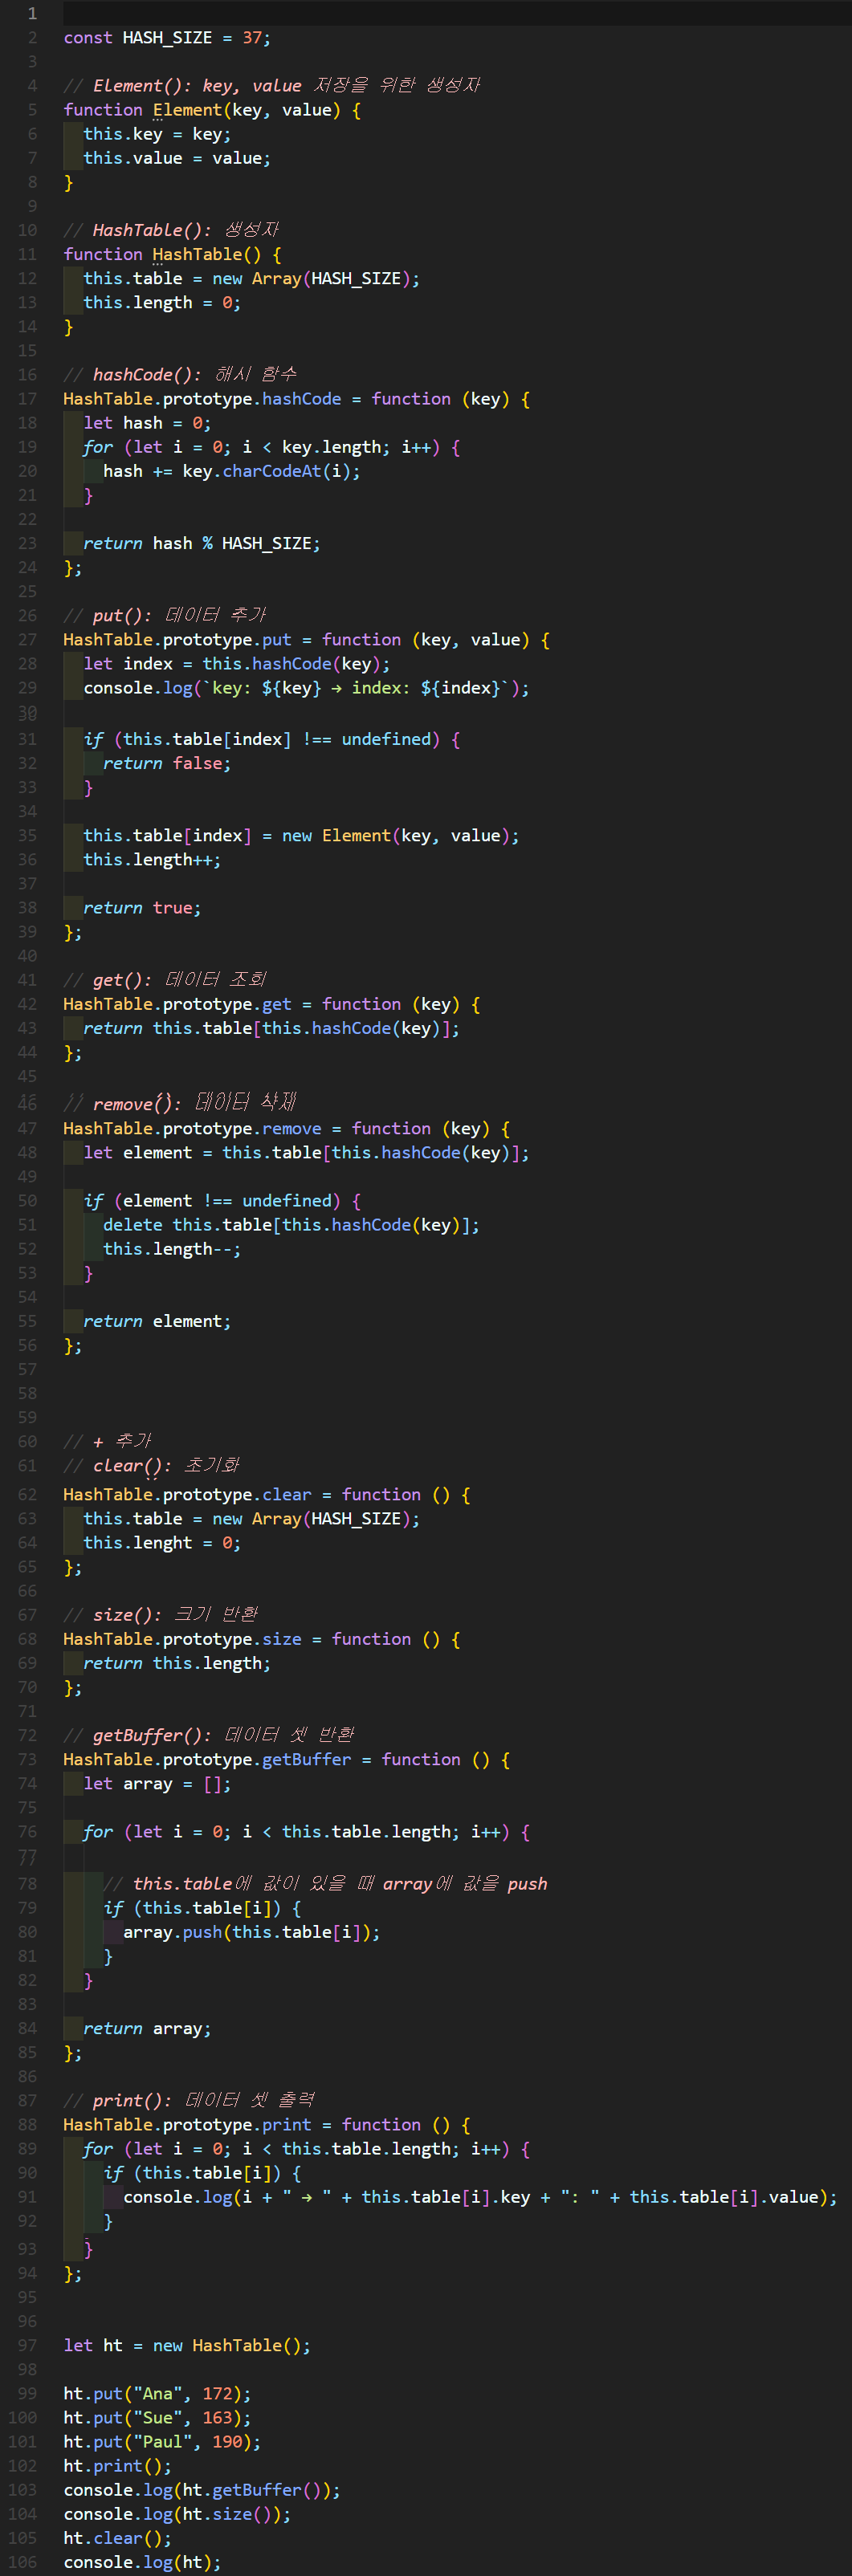 1
2 const HASH_SIZE = 37;
3
4 // Element(): key, value 저장을 위한 생성자
5 function Element(key, value) {
6 this.key = key;
7 this.value = value;
8 }
9
10 // HashTable(): 생성자
11 function HashTable() {
12 this.table = new Array(HASH_SIZE);
13 this.length = 0;
14 }
15
16 // hashCode(): 해시 함수
17 HashTable.prototype.hashCode = function (key) {
18 let hash = 0;
19 for (let i = 0; i < key.length; i++) {
20 hash += key.charCodeAt(i);
21 }
22
23 return hash % HASH_SIZE;
24 };
25
26 // put(): 데이터 추가
27 HashTable.prototype.put = function (key, value) {
28 let index = this.hashCode(key);
29 console.log(`key: ${key} → index: ${index}`);
30
31 if (this.table[index] !== undefined) {
32 return false;
33 }
34
35 this.table[index] = new Element(key, value);
36 this.length++;
37
38 return true;
39 };
40
41 // get(): 데이터 조회
42 HashTable.prototype.get = function (key) {
43 return this.table[this.hashCode(key)];
44 };
45
46 // remove(): 데이터 삭제
47 HashTable.prototype.remove = function (key) {
48 let element = this.table[this.hashCode(key)];
49
50 if (element !== undefined) {
51 delete this.table[this.hashCode(key)];
52 this.length--;
53 }
54
55 return element;
56 };
57
58
59
60 // + 추가
61 // clear(): 초기화
62 HashTable.prototype.clear = function () {
63 this.table = new Array(HASH_SIZE);
64 this.lenght = 0;
65 };
66
67 // size(): 크기 반환
68 HashTable.prototype.size = function () {
69 return this.length;
70 };
71
72 // getBuffer(): 데이터 셋 반환
73 HashTable.prototype.getBuffer = function () {
74 let array = [];
75
76 for (let i = 0; i < this.table.length; i++) {
77
78 // this.table에 값이 있을 때 array에 값을 push
79 if (this.table[i]) {
80 array.push(this.table[i]);
81 }
82 }
83
84 return array;
85 };
86
87 // print(): 데이터 셋 출력
88 HashTable.prototype.print = function () {
89 for (let i = 0; i < this.table.length; i++) {
90 if (this.table[i]) {
91 console.log(i + " → " + this.table[i].key + ": " + this.table[i].value);
92 }
93 }
94 };
95
96
97 let ht = new HashTable();
98
99 ht.put("Ana", 172);
100 ht.put("Sue", 163);
101 ht.put("Paul", 190);
102 ht.print();
103 console.log(ht.getBuffer());
104 console.log(ht.size());
105 ht.clear();
106 console.log(ht);